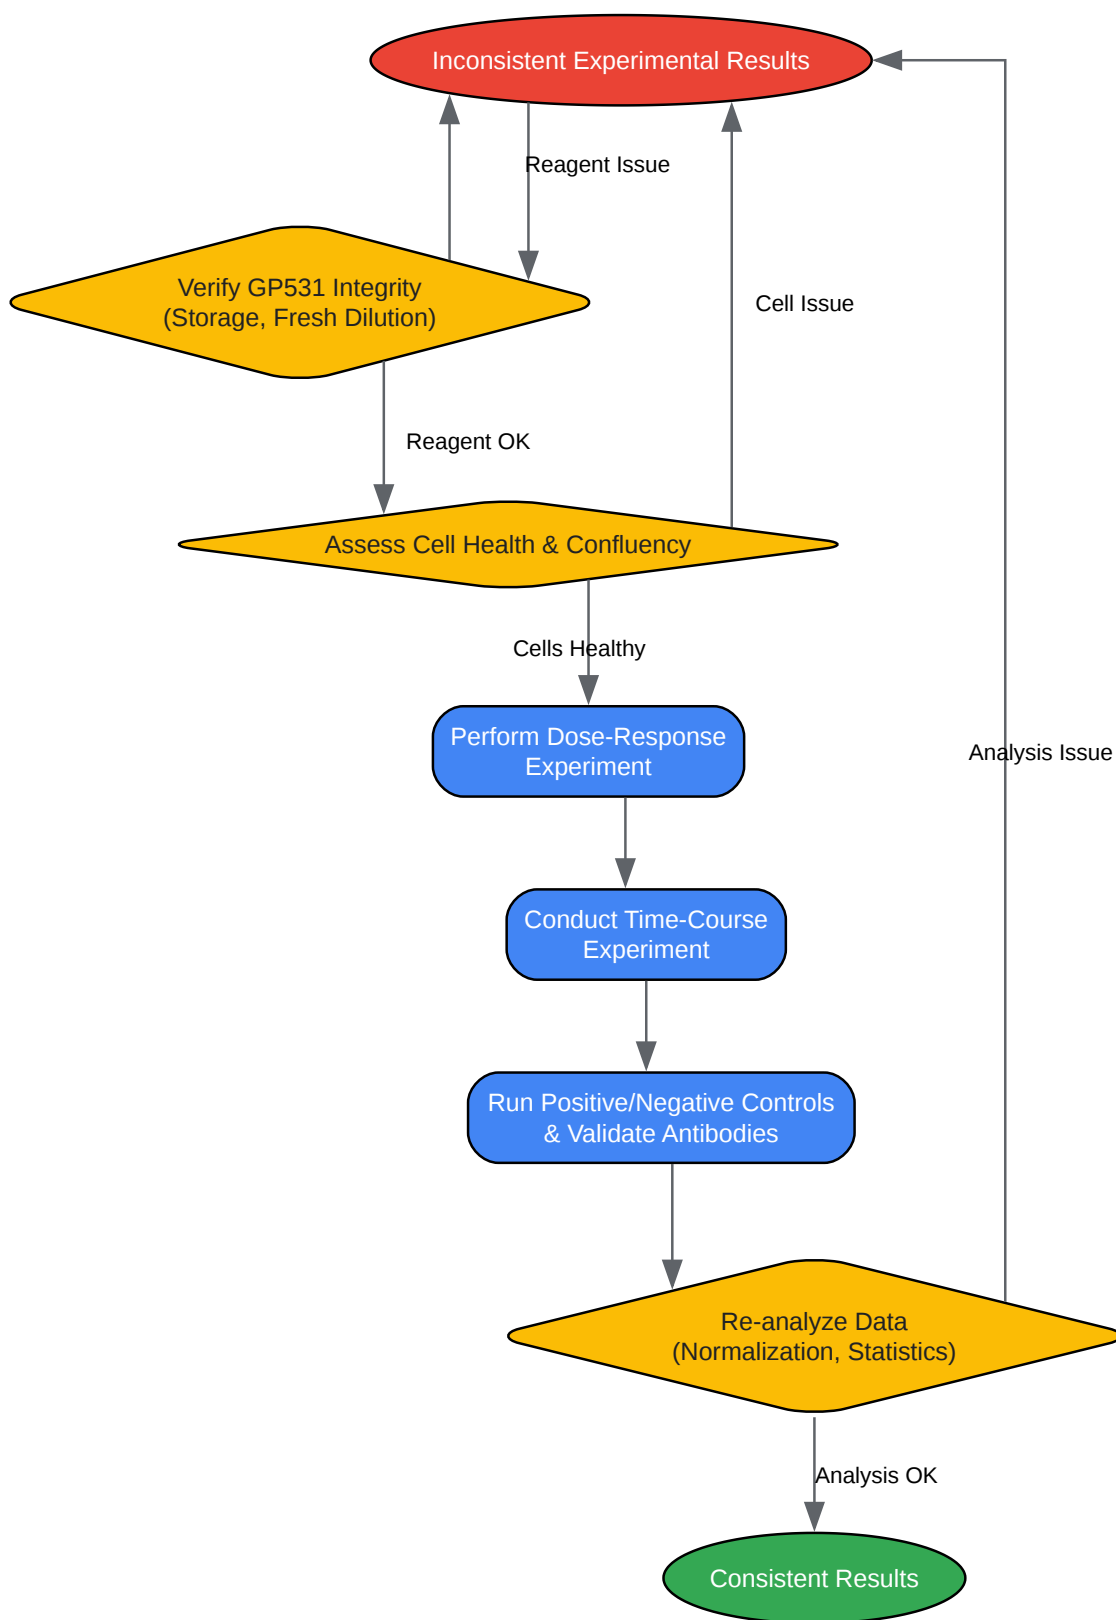 Inconsistent Experimental Results
Reagent Issue
Verify GP531 Integrity
(Storage, Fresh Dilution)
Cell Issue
Reagent OK
Assess Cell Health & Confluency
Cells Healthy
Perform Dose-Response
Experiment
Analysis Issue
Conduct Time-Course
Experiment
Run Positive/Negative Controls
& Validate Antibodies
Re-analyze Data
(Normalization, Statistics)
Analysis OK
Consistent Results